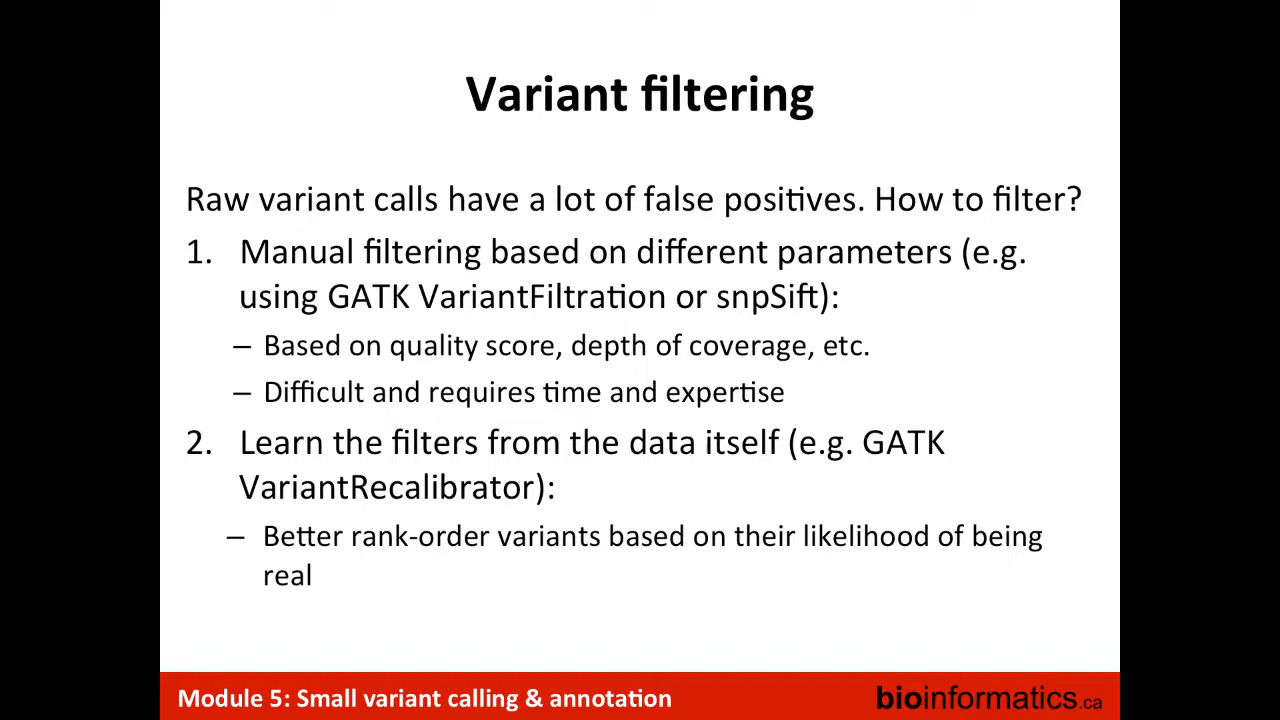 Variant filtering
Raw variant calls have a lot of false positives. How to filter?
1. Manual filtering based on different parameters (e.g.
using GATK VariantFiltration or snpSift):
– Based on quality score, depth of coverage, etc.
– Difficult and requires time and expertise
2. Learn the filters from the data itself (e.g. GATK
VariantRecalibrator):
– Better rank-order variants based on their likelihood of being
real
Module 5: Small variant calling & annotation
bioinformatics.ca